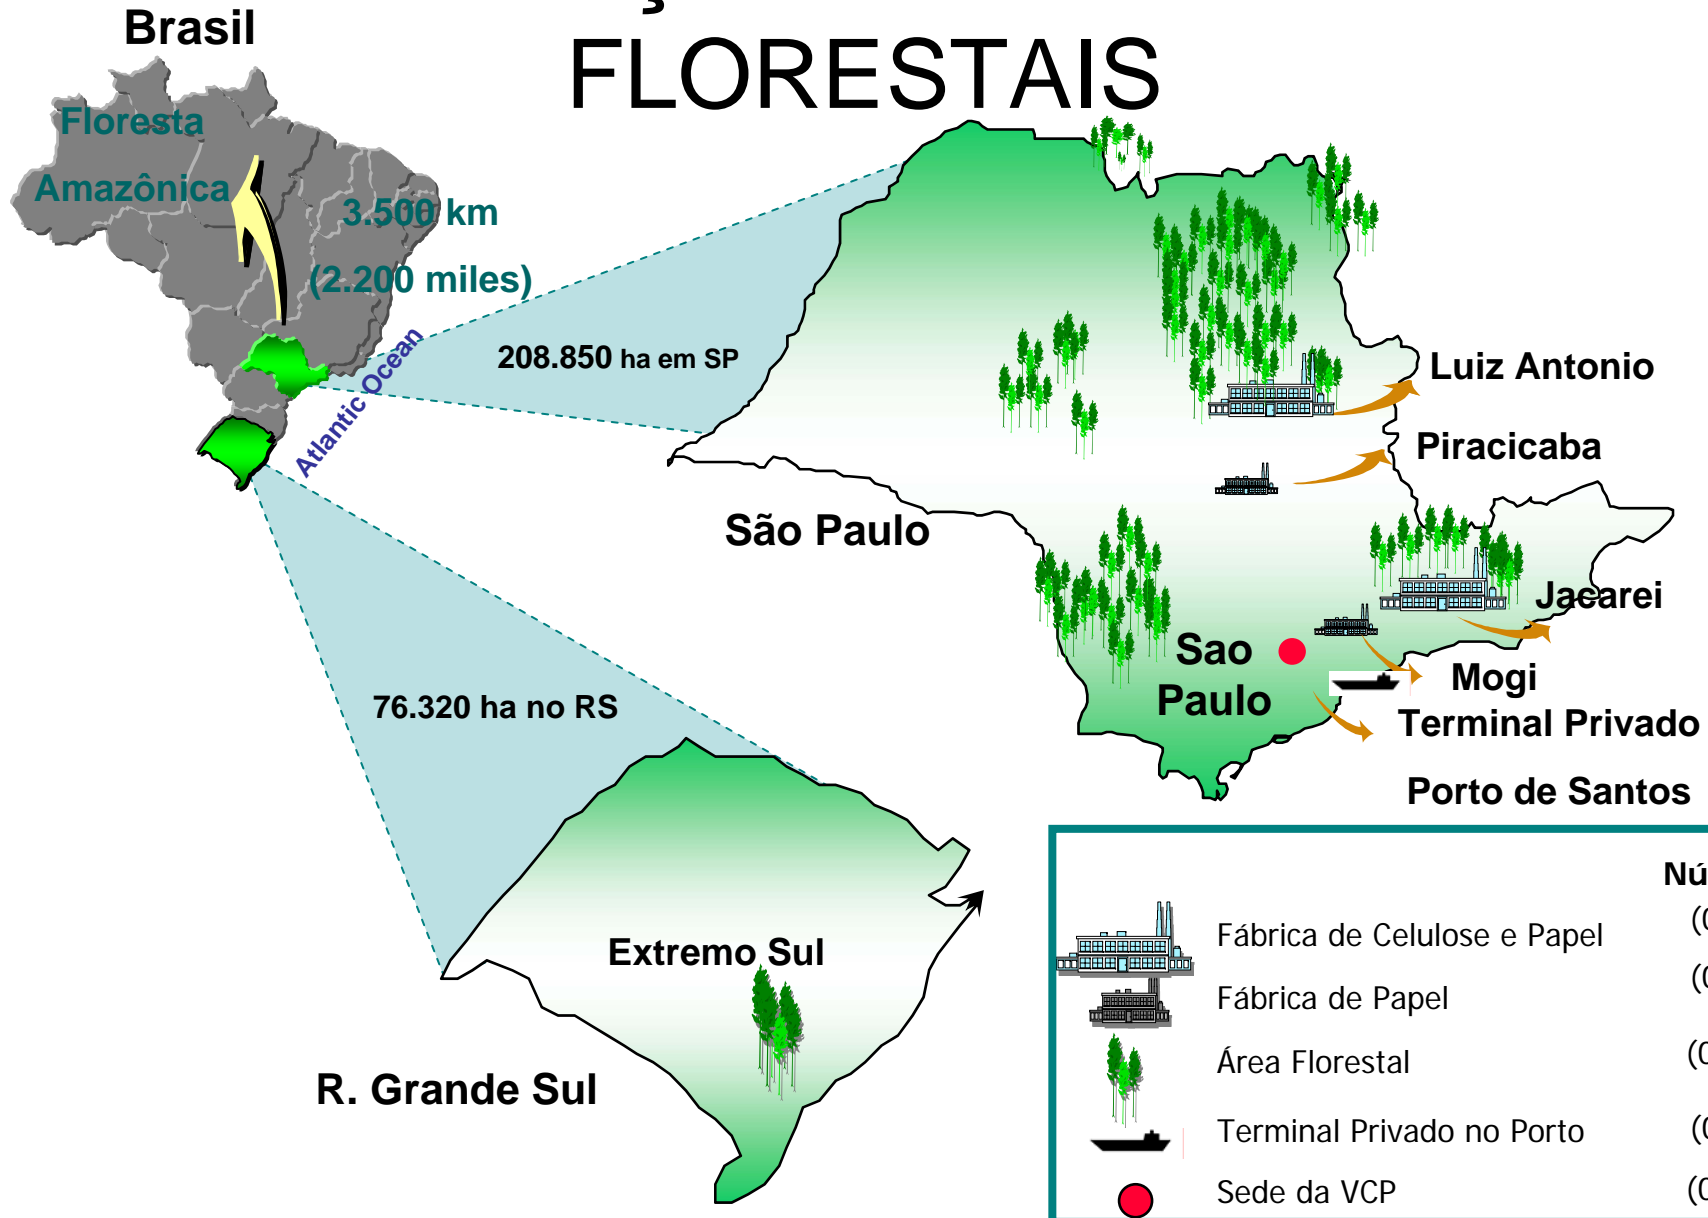 Brasil
FLORESTAIS
Floresta
Amazônica
3.500 km
(2.200 miles)
Atlantic Ocean
208.850 ha em SP
Luiz Antonio
Piracicaba
São Paulo
Jacarei
Sao
Paulo
Mogi
Terminal Privado
Porto de Santos
76.320 ha no RS
Extremo Sul
R. Grande Sul
Fábrica de Celulose e Papel
Fábrica de Papel
Área Florestal
Terminal Privado no Porto
Sede da VCP